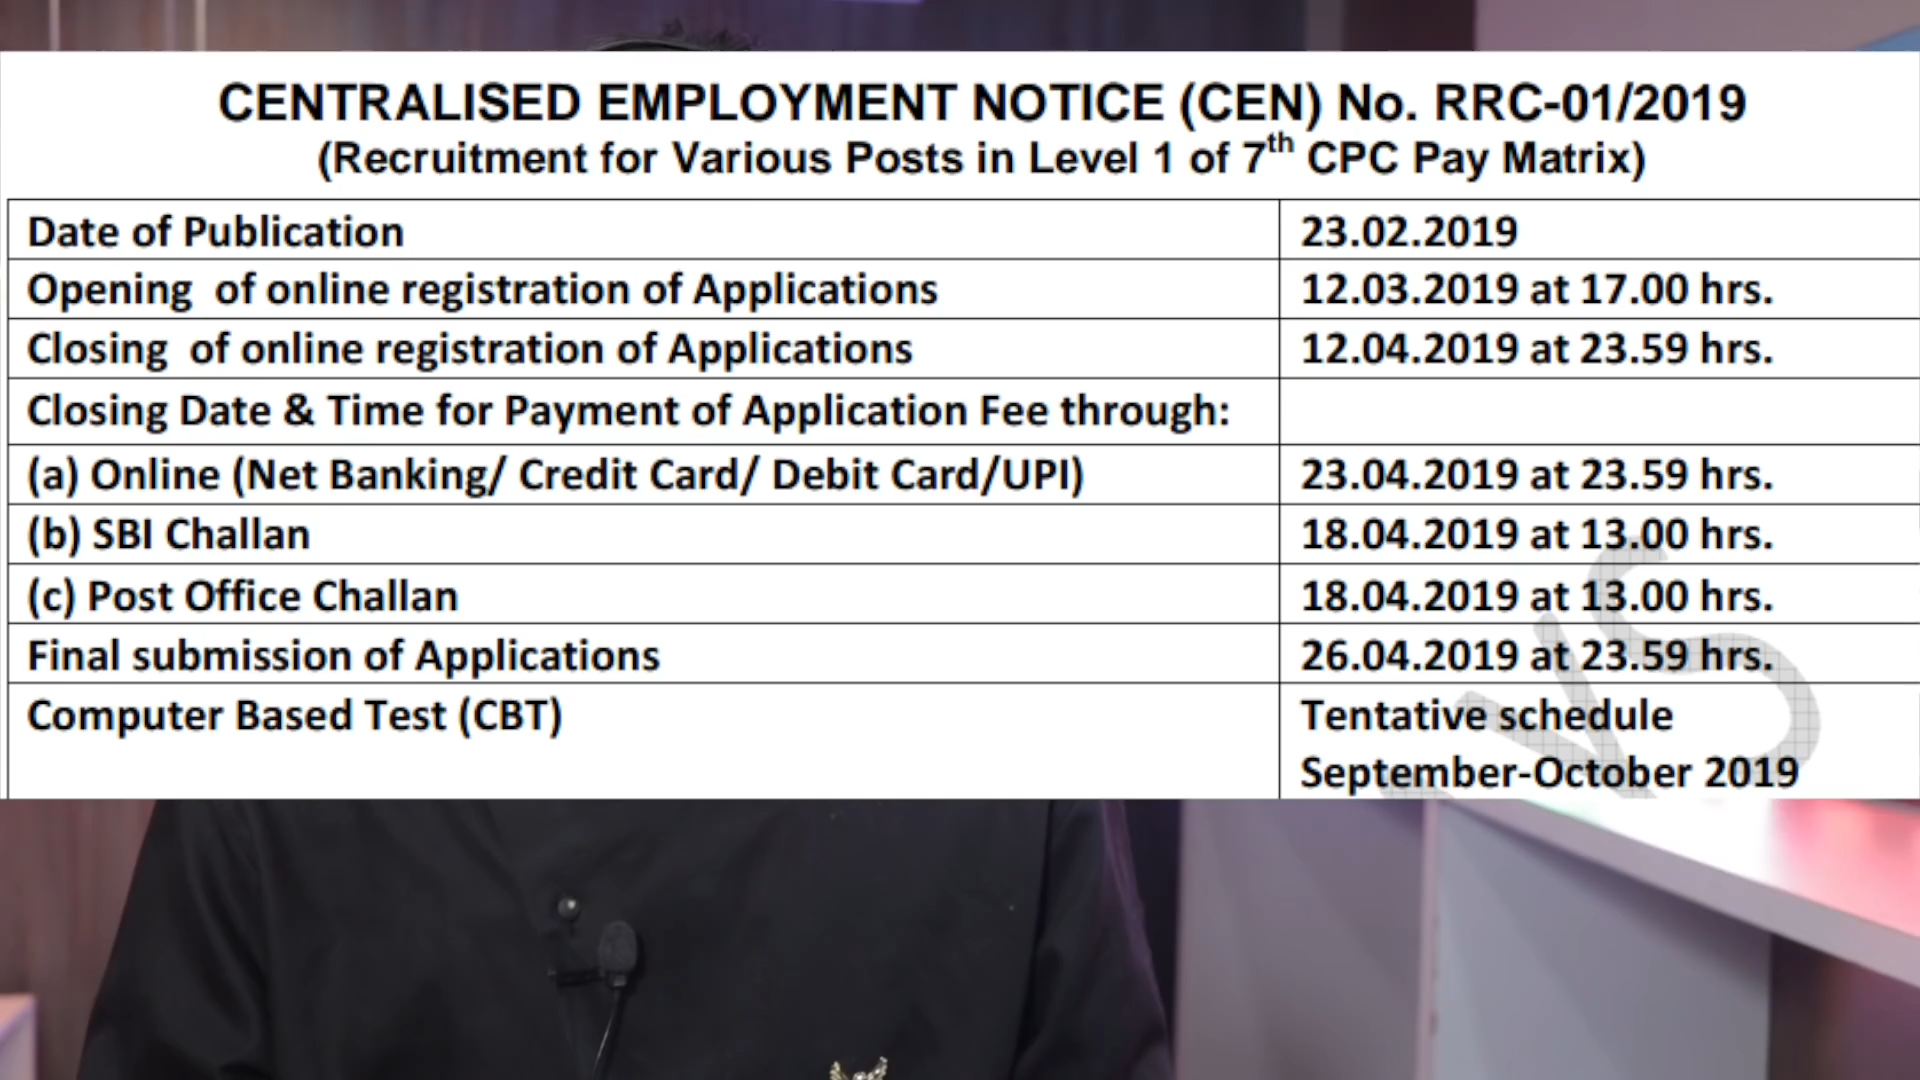 CENTRALISED EMPLOYMENT NOTICE (CEN) No. RRC-01/2019
(Recruitment for Various Posts in Level 1 of 7th CPC Pay Matrix)
Date of Publication 23.02.2019
Opening of online registration of Applications 12.03.2019 at 17.00 hrs.
Closing of online registration of Applications 12.04.2019 at 23.59 hrs.
Closing Date & Time for Payment of Application Fee through:
(a) Online (Net Banking/ Credit Card/ Debit Card/UPI) 23.04.2019 at 23.59 hrs.
(b) SBI Challan 18.04.2019 at 13.00 hrs.
(c) Post Office Challan 18.04.2019 at 13.00 hrs.
Final submission of Applications 26.04.2019 at 23.59 hrs.
Computer Based Test (CBT) Tentative schedule
September-October 2019